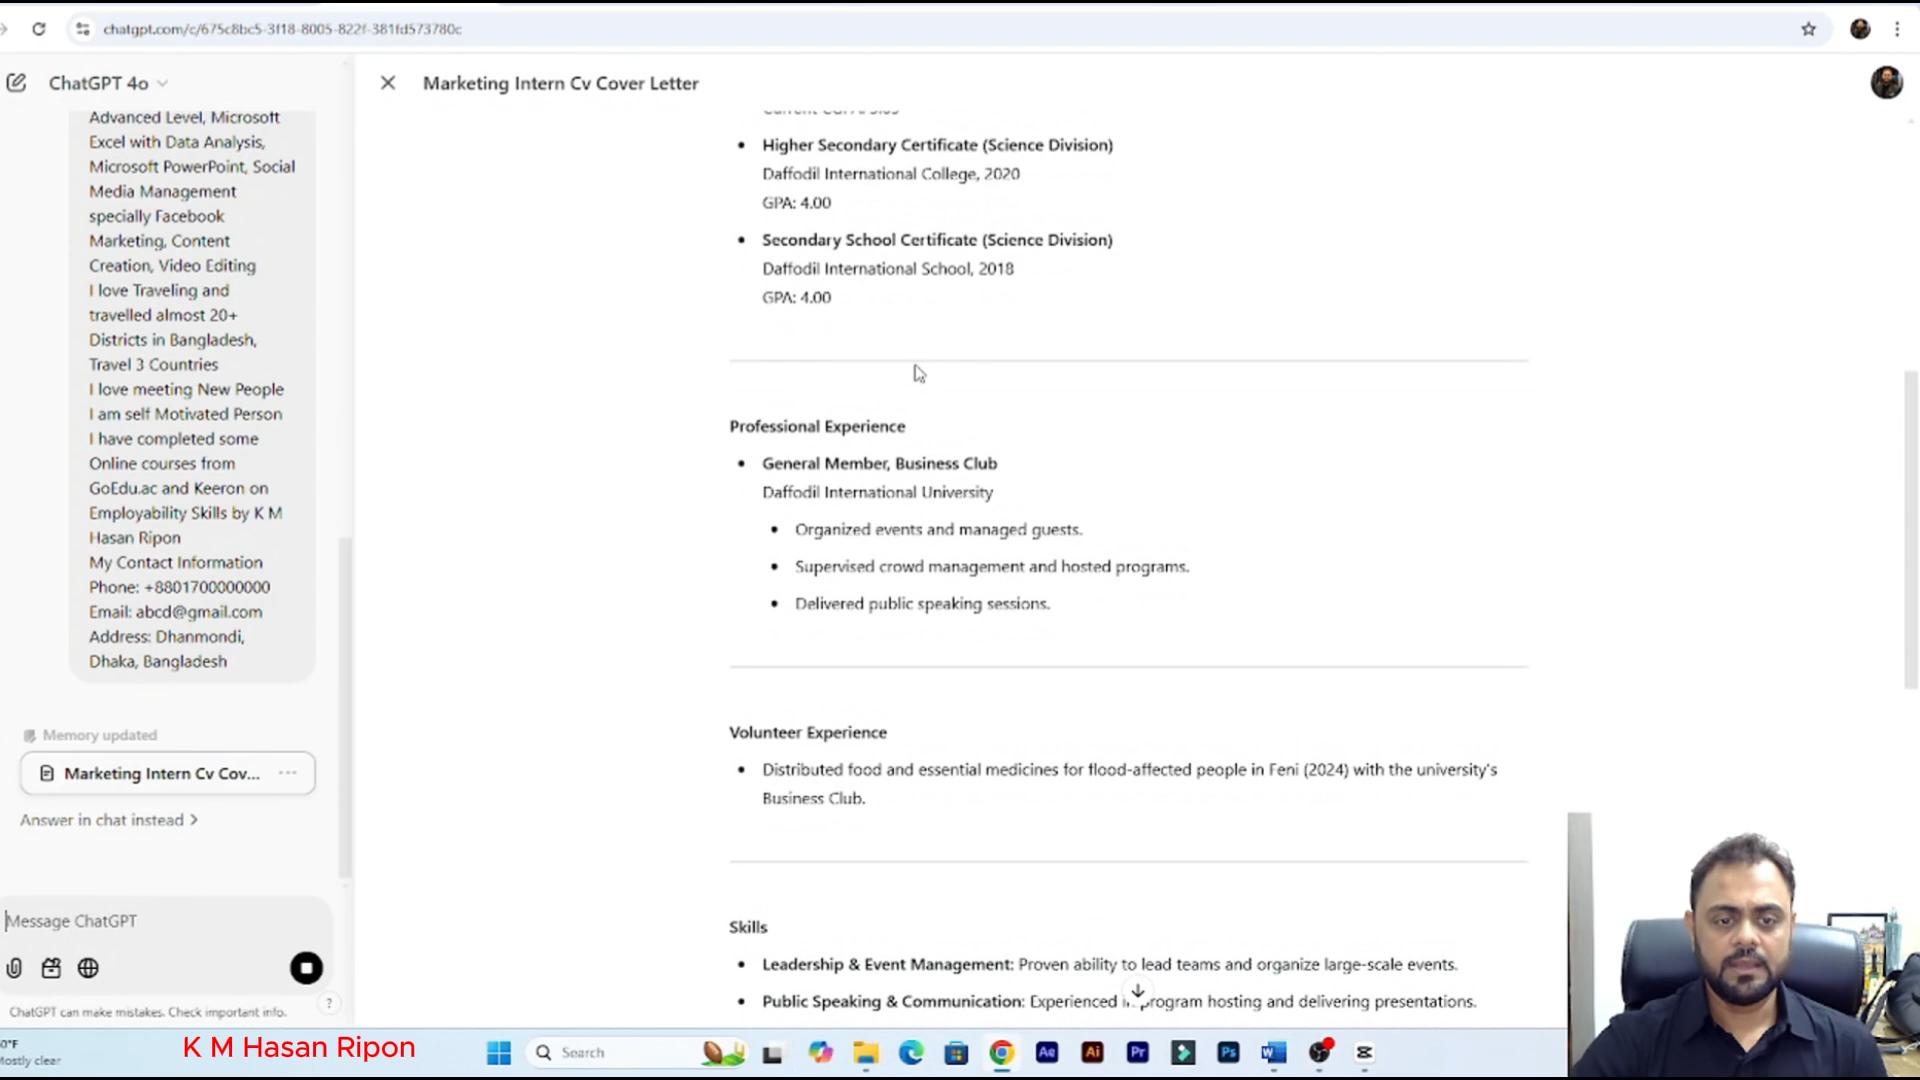 chatgpt.com/c/675c8bc5-3f18-8005-822f-381fd573780c
ChatGPT 4o
Marketing Intern Cv Cover Letter
Advanced Level, Microsoft
Excel with Data Analysis,
Microsoft PowerPoint, Social
Media Management
specially Facebook
Marketing, Content
Creation, Video Editing
I love Traveling and
travelled almost 20+
Districts in Bangladesh,
Travel 3 Countries
I love meeting New People
I am self Motivated Person
I have completed some
Online courses from
GoEdu.ac and Keeron on
Employability Skills by K M
Hasan Ripon
My Contact Information
Phone: +8801700000000
Email: abcd@gmail.com
Address: Dhanmondi,
Dhaka, Bangladesh
Memory updated
Marketing Intern Cv Cov...
Answer in chat instead >
Message ChatGPT
ChatGPT can make mistakes. Check important info.
?
Higher Secondary Certificate (Science Division)
Daffodil International College, 2020
GPA: 4.00
Secondary School Certificate (Science Division)
Daffodil International School, 2018
GPA: 4.00
Professional Experience
General Member, Business Club
Daffodil International University
Organized events and managed guests.
Supervised crowd management and hosted programs.
Delivered public speaking sessions.
Volunteer Experience
Distributed food and essential medicines for flood-affected people in Feni (2024) with the university's
Business Club.
Skills
Leadership & Event Management: Proven ability to lead teams and organize large-scale events.
Public Speaking & Communication: Experienced program hosting and delivering presentations.
Mostly clear
K M Hasan Ripon
Search
Ae
Ai
Pr
Ps
W